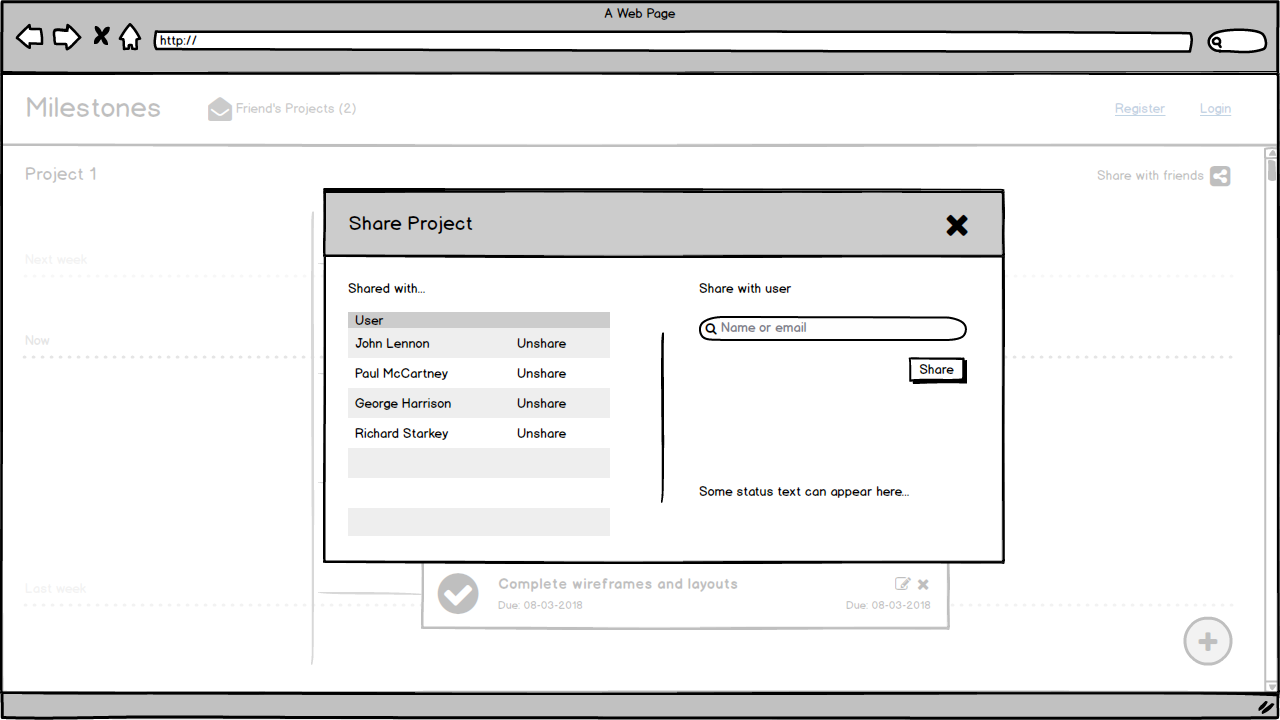 A Web Page
http://
Milestones
Friend's Projects (2)
Register
Login
Project 1
Share with friends
Share Project
Next week
Shared with...
Share with user
User
Name or email
Now
John Lennon Unshare
Share
Paul McCartney Unshare
George Harrison Unshare
Richard Starkey Unshare
Some status text can appear here...
Last week
Complete wireframes and layouts
Due: 08-03-2018
Due: 08-03-2018